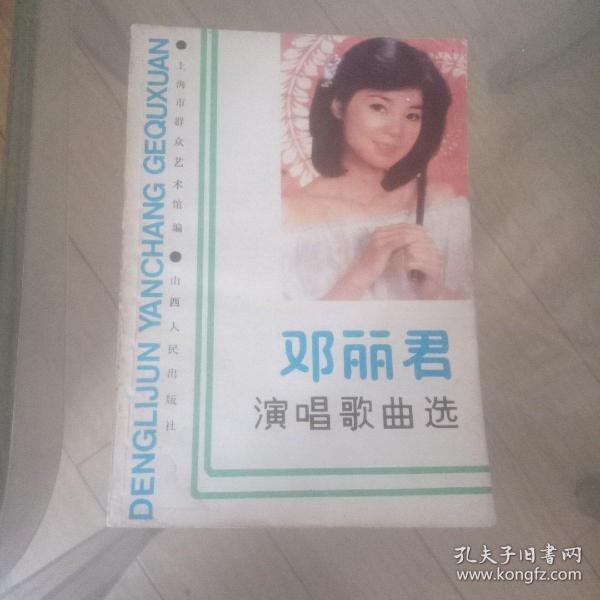 DENGLIJUN YANCHANG GEQUXUAN
●上海市群众艺术馆编●山西人民出版社
邓丽君
演唱歌曲选
孔夫子旧书网
www.kongfz.com